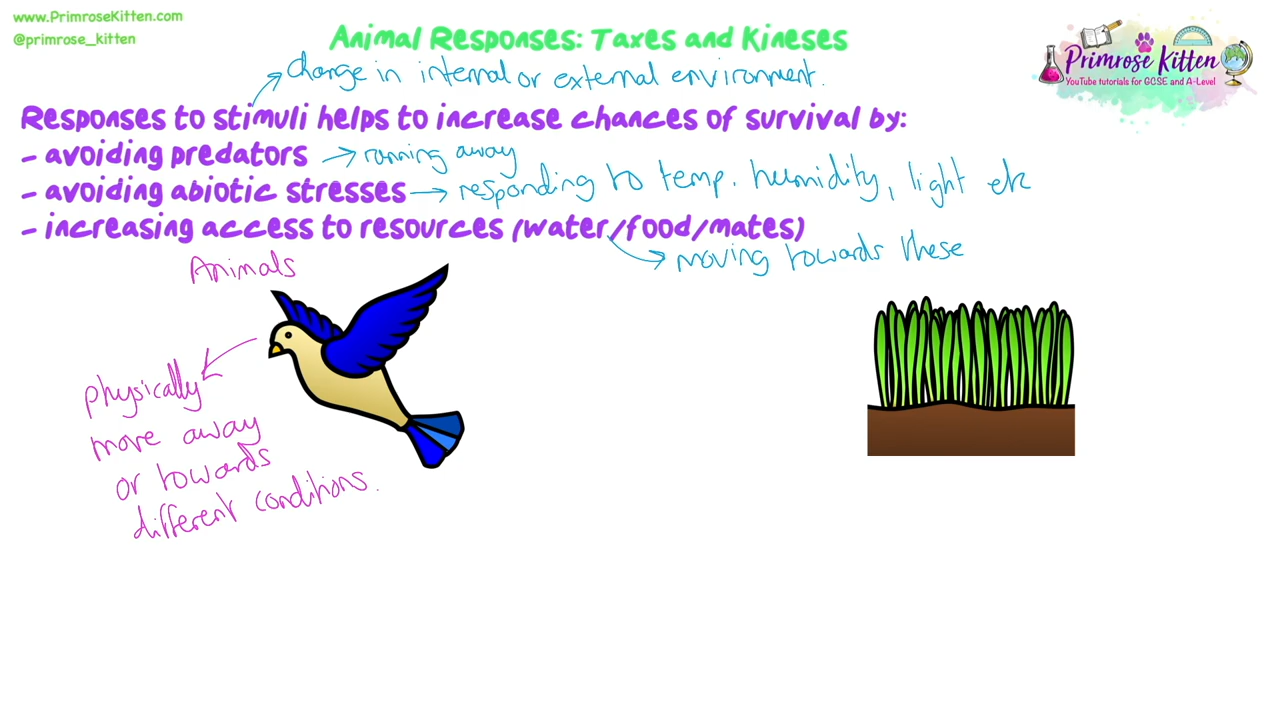 www.PrimroseKitten.com
@primrose_kitten
Animal Responses: Taxes and Kineses
Primrose Kitten
YouTube tutorials for GCSE and A-Level
change in internal or external environment.
Responses to stimuli helps to increase chances of survival by:
- avoiding predators → running away
- avoiding abiotic stresses → responding to temp. humidity, light etc
- increasing access to resources (water/food/mates)
moving towards these
Animals
physically
move away
or towards
different conditions.